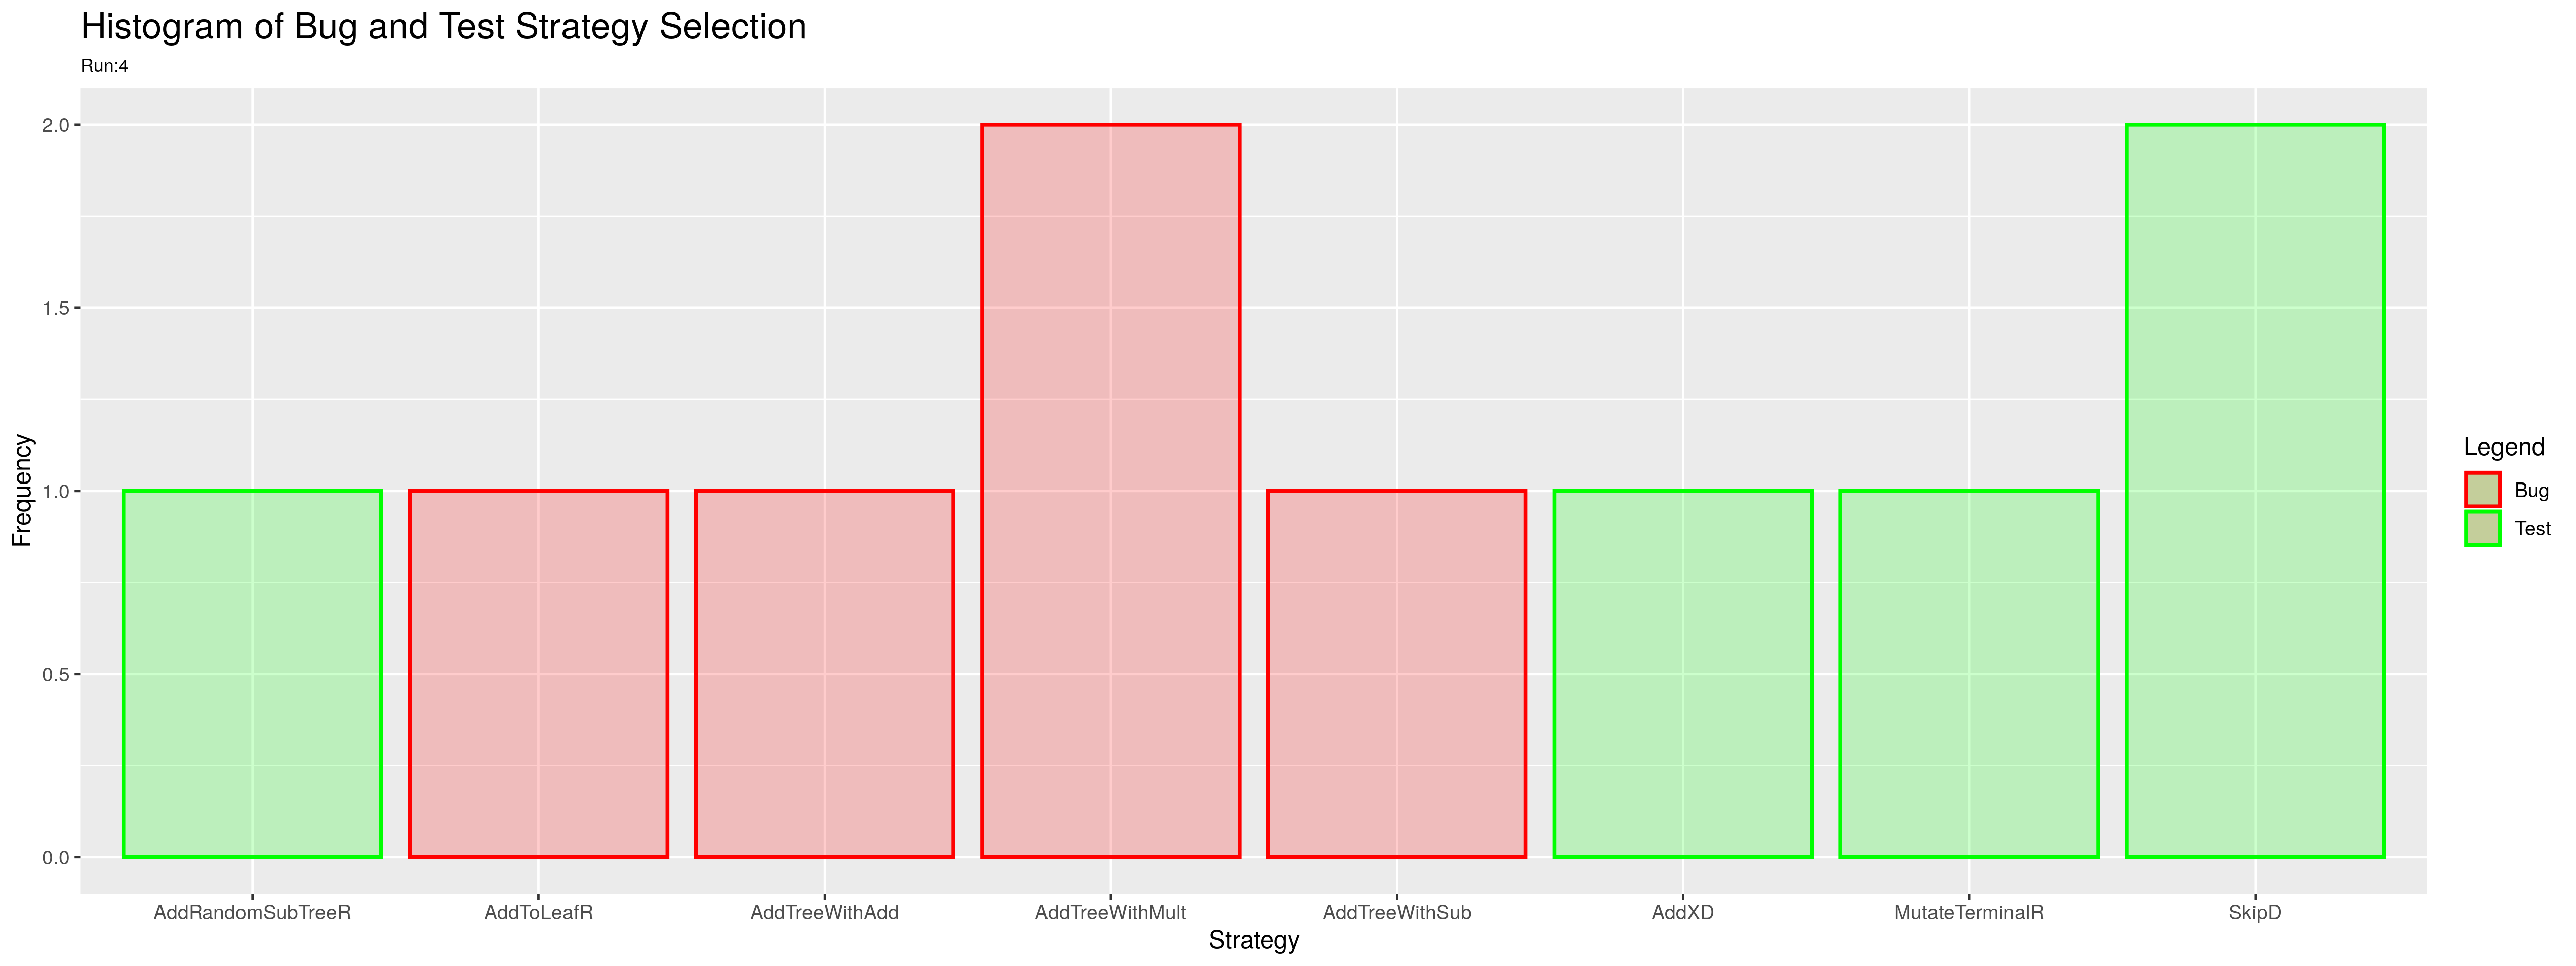 Histogram of Bug and Test Strategy Selection
Run:4
Frequency
2.0
1.5
1.0
0.5
0.0
AddRandomSubTreeR AddToLeafR AddTreeWithAdd AddTreeWithMult AddTreeWithSub AddXD MutateTerminalR SkipD
Strategy
Legend
Bug
Test